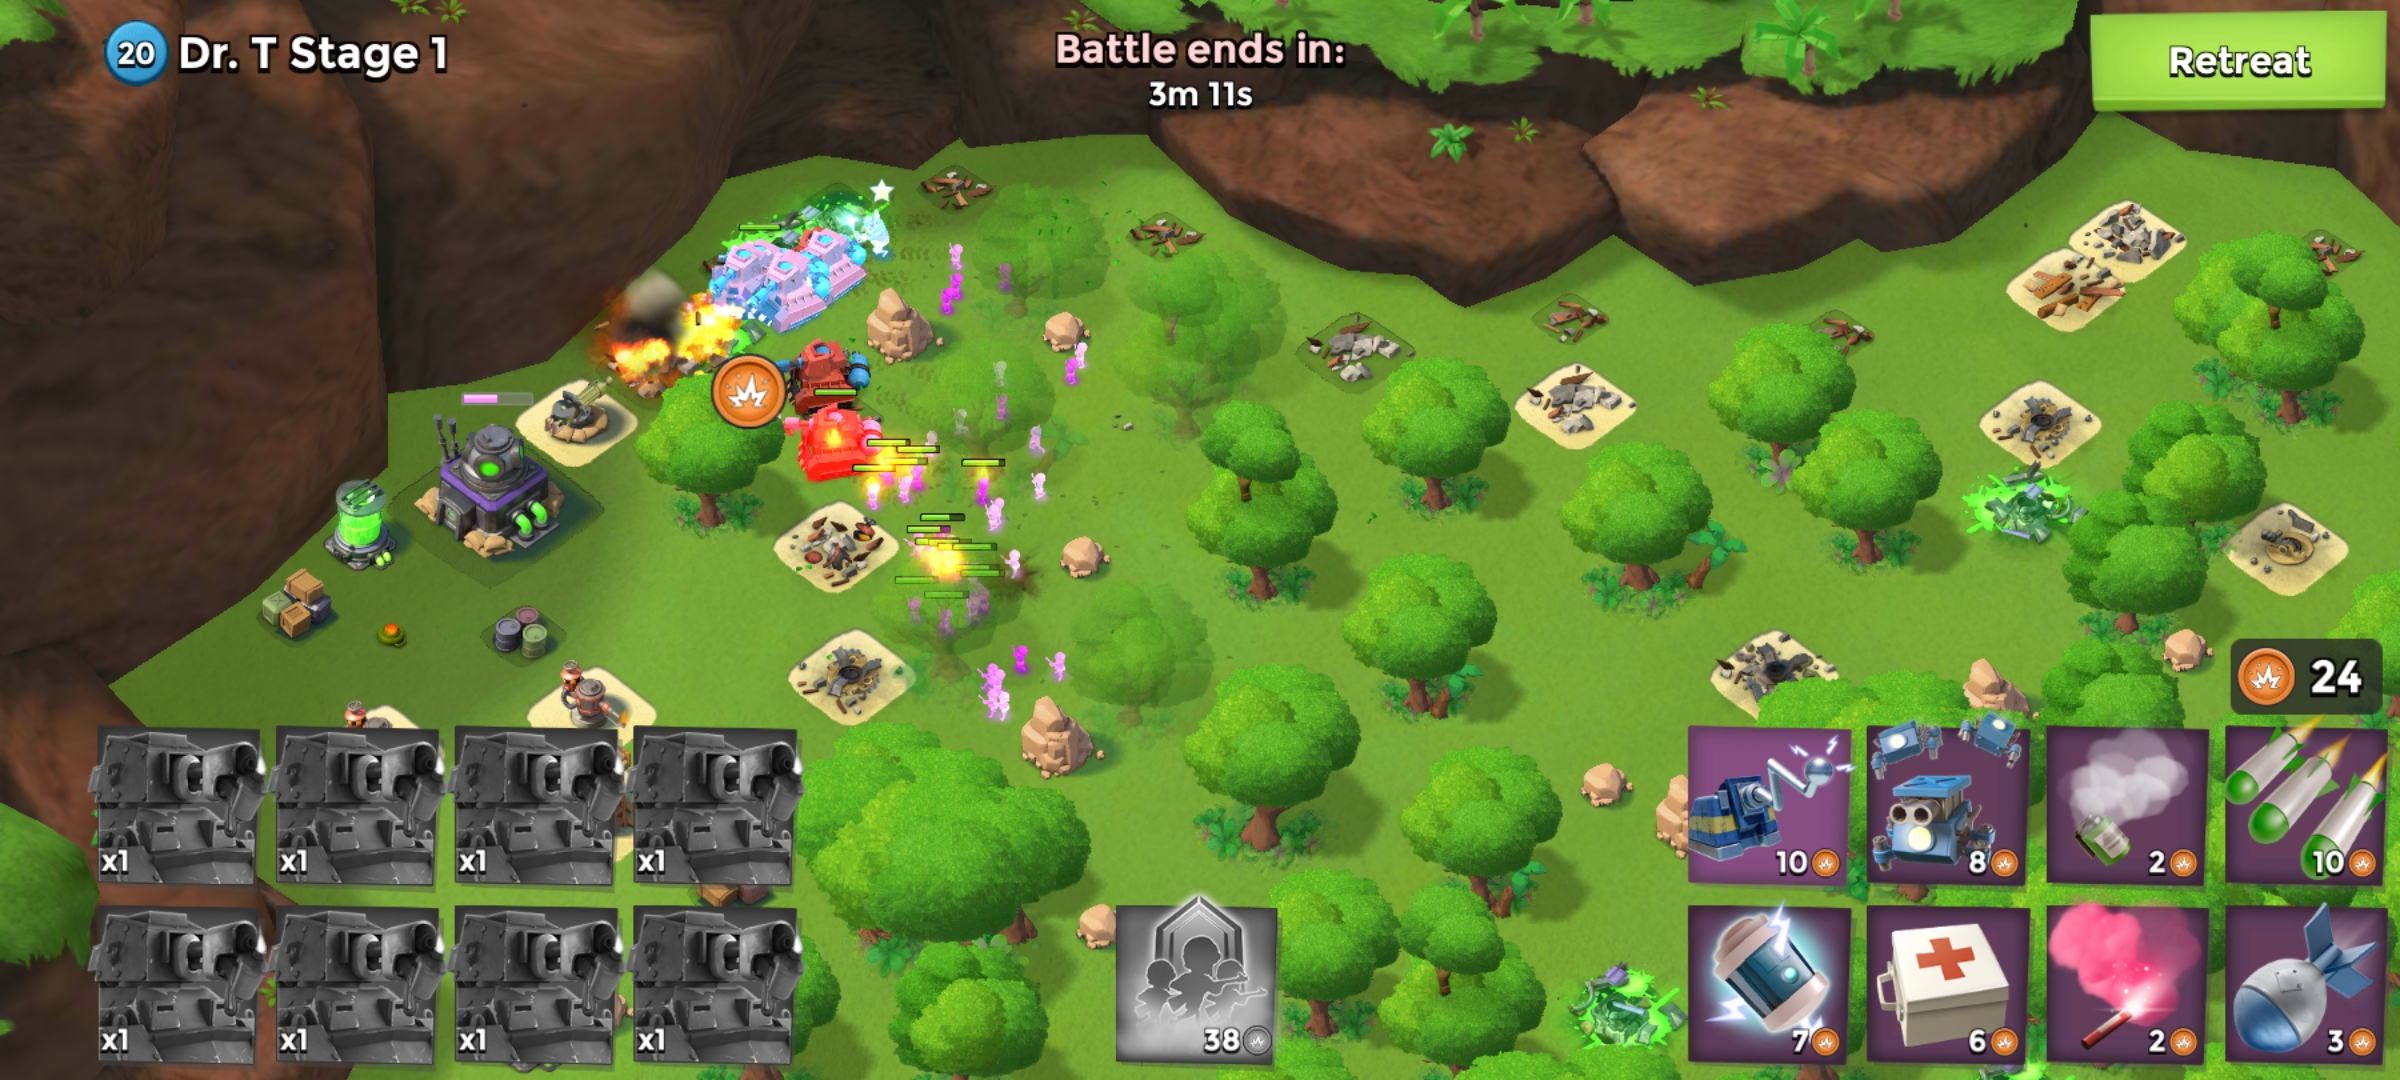 20 Dr. T Stage 1
Battle ends in:
3m 11s
Retreat
24
x1 x1 x1 x1
10 8 2 10
x1 x1 x1 x1
38
7 6 2 3